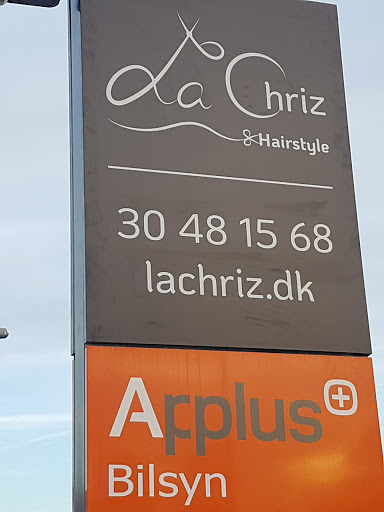 La Chriz
Hairstyle
30 48 15 68
lachriz.dk
Applus+
Bilsyn